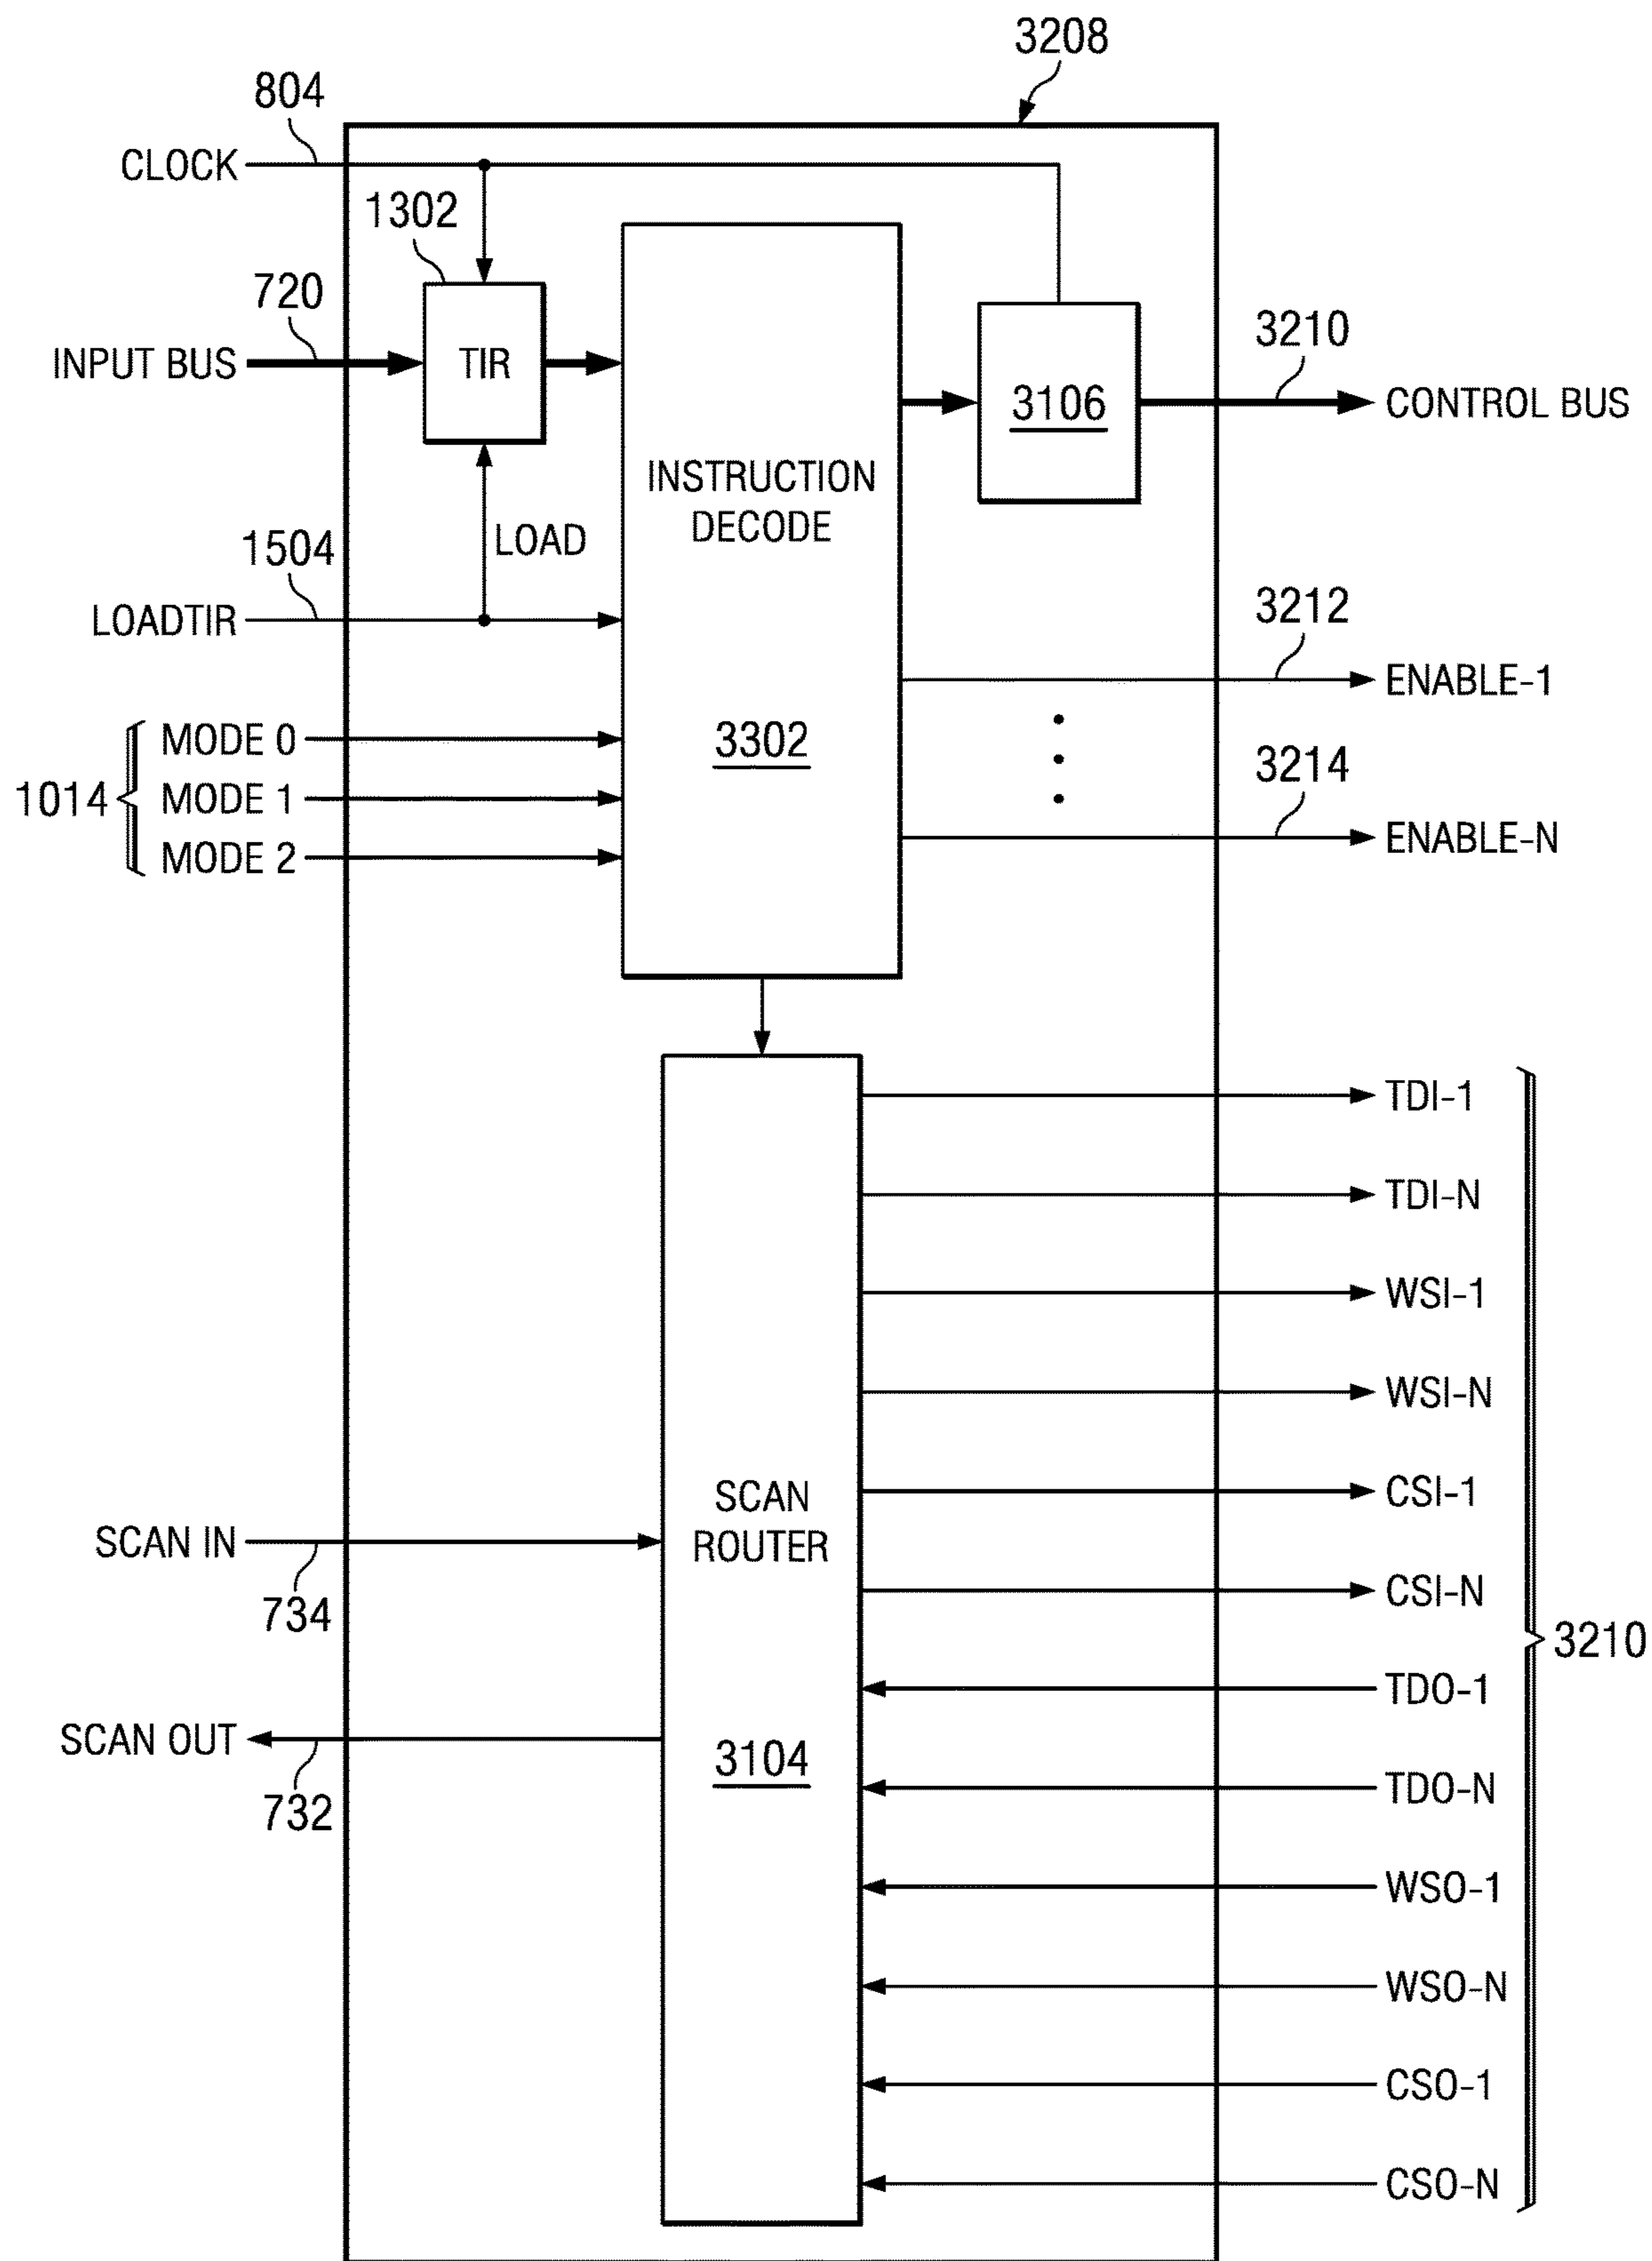 3208
804
CLOCK
1302
720
INPUT BUS
TIR
3106
3210
CONTROL BUS
INSTRUCTION
DECODE
1504
LOAD
LOADTIR
3212
ENABLE-1
3302
1014
MODE 0
MODE 1
MODE 2
3214
ENABLE-N
TDI-1
TDI-N
WSI-1
WSI-N
CSI-1
CSI-N
SCAN
ROUTER
SCAN IN
734
3210
TDO-1
SCAN OUT
732
3104
TDO-N
WSO-1
WSO-N
CSO-1
CSO-N